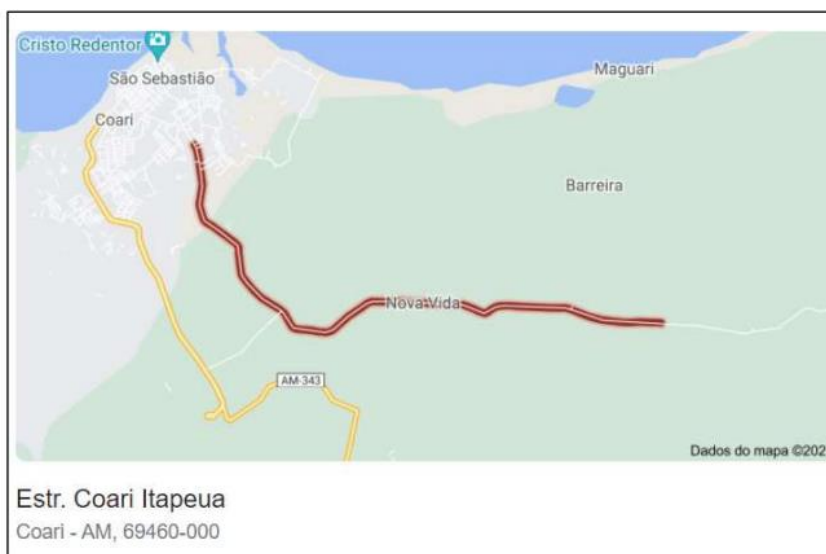 Cristo Redentor
São Sebastião
Coari
Maguari
Barreira
Nova Vida
AM-343
Dados do mapa ©202
Estr. Coari Itapeua
Coari - AM, 69460-000